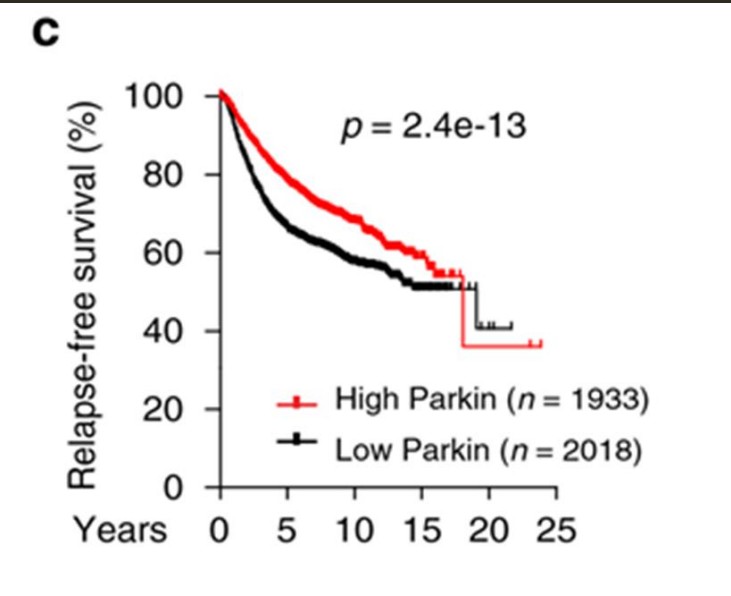 c
Relapse-free survival (%)
100
80
60
40
20
0
p = 2.4e-13
High Parkin (n = 1933)
Low Parkin (n = 2018)
Years 0 5 10 15 20 25